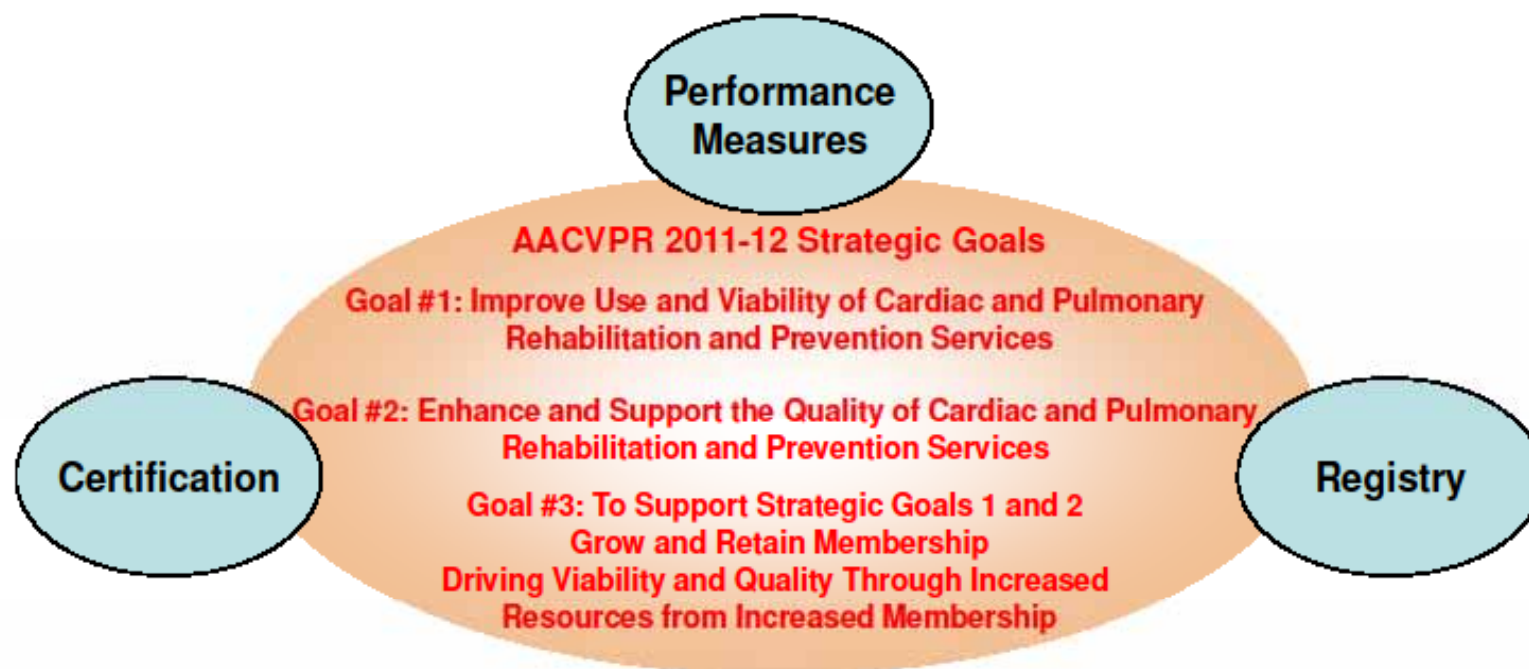 Performance
Measures
AACVPR 2011-12 Strategic Goals
Goal #1: Improve Use and Viability of Cardiac and Pulmonary
Rehabilitation and Prevention Services
Goal #2: Enhance and Support the Quality of Cardiac and Pulmonary
Rehabilitation and Prevention Services
Certification
Registry
Goal #3: To Support Strategic Goals 1 and 2
Grow and Retain Membership
Driving Viability and Quality Through Increased
Resources from Increased Membership